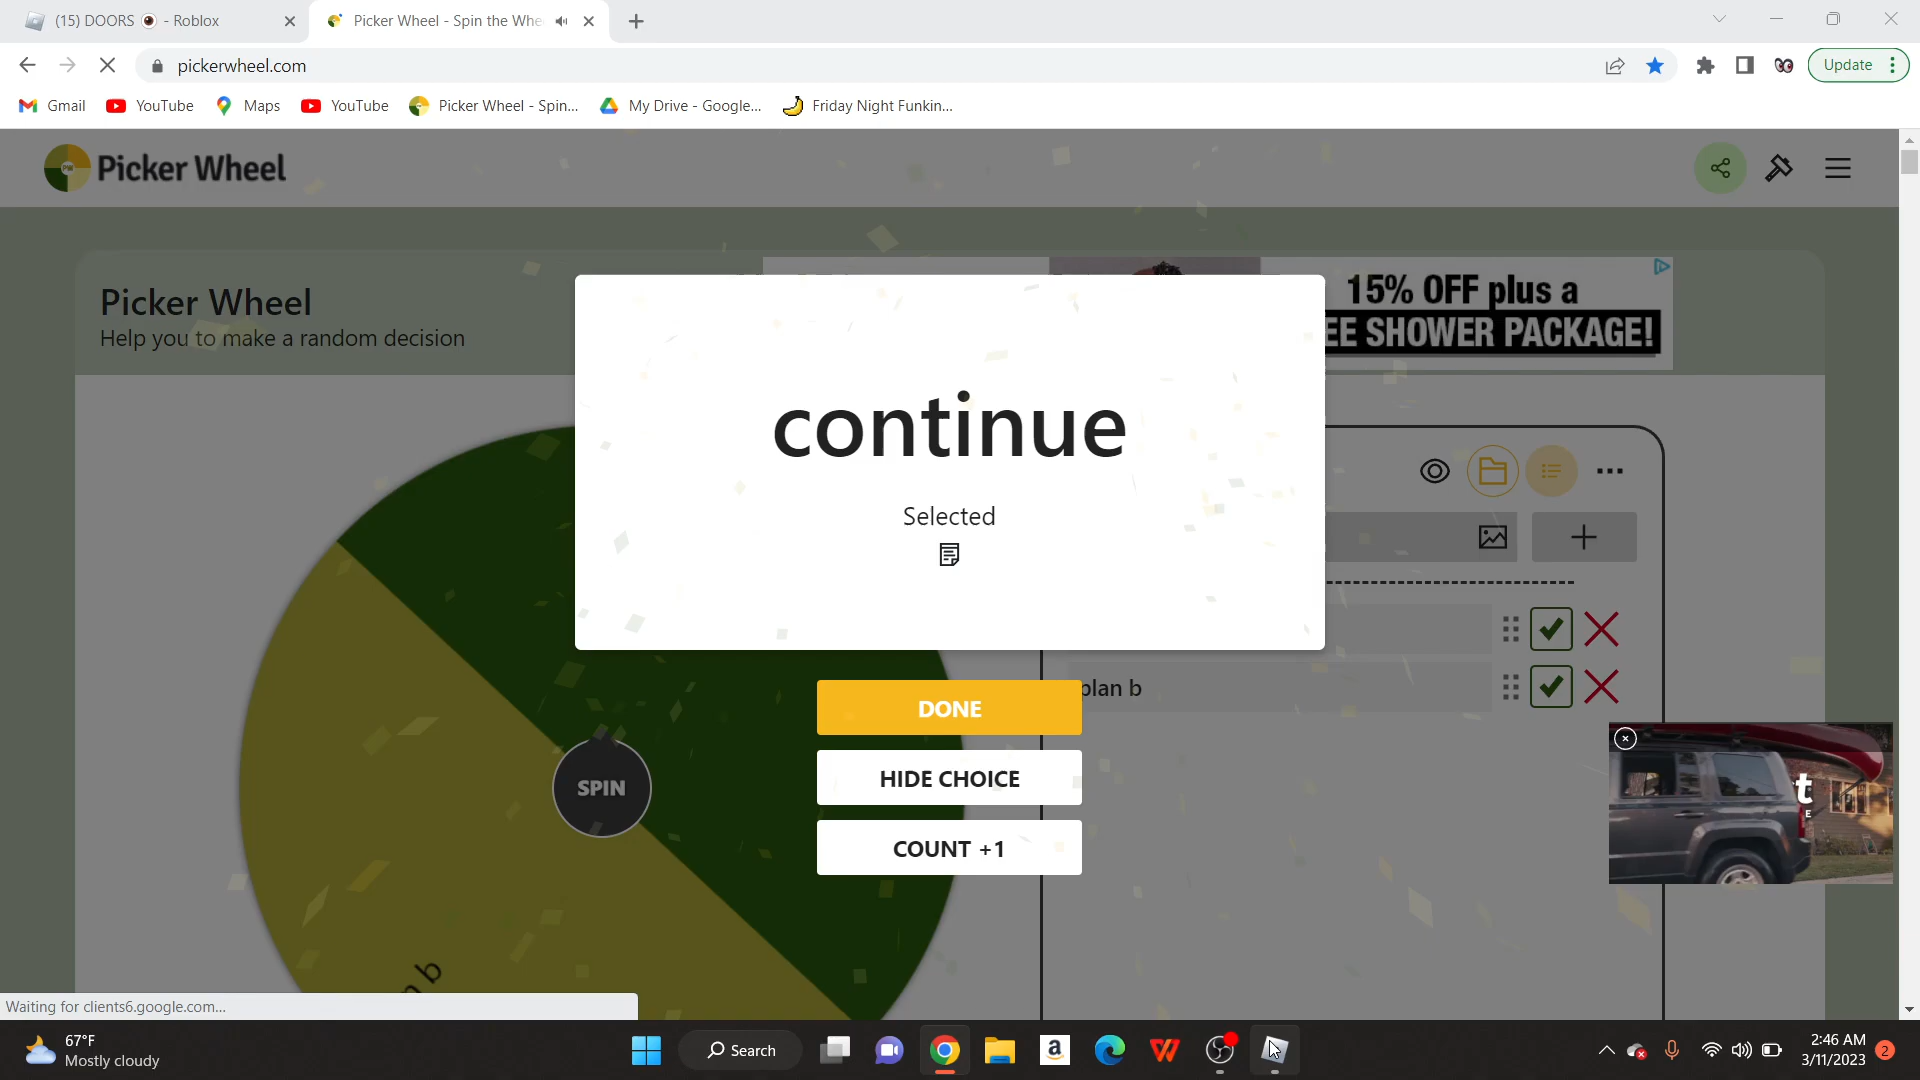 (15) DOORS 👁 - Roblox
Picker Wheel - Spin the Whe
pickerwheel.com
Update
Gmail
YouTube
Maps
YouTube
Picker Wheel - Spin...
My Drive - Google...
Friday Night Funkin...
Picker Wheel
Picker Wheel
Help you to make a random decision
15% OFF plus a
EE SHOWER PACKAGE!
continue
Selected
plan b
DONE
HIDE CHOICE
COUNT +1
SPIN
n b
t
E
Waiting for clients6.google.com...
67°F
Mostly cloudy
Search
2:46 AM
3/11/2023
2